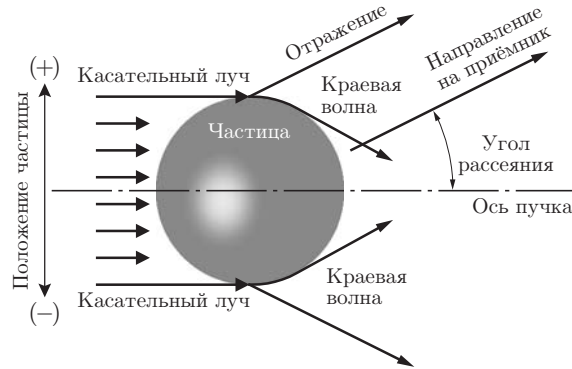 Отражение
Направление
на приёмник
(+)
Касательный луч
Краевая
волна
Частица
Угол
рассеяния
Положение частицы
Ось пучка
Краевая
волна
(−)
Касательный луч